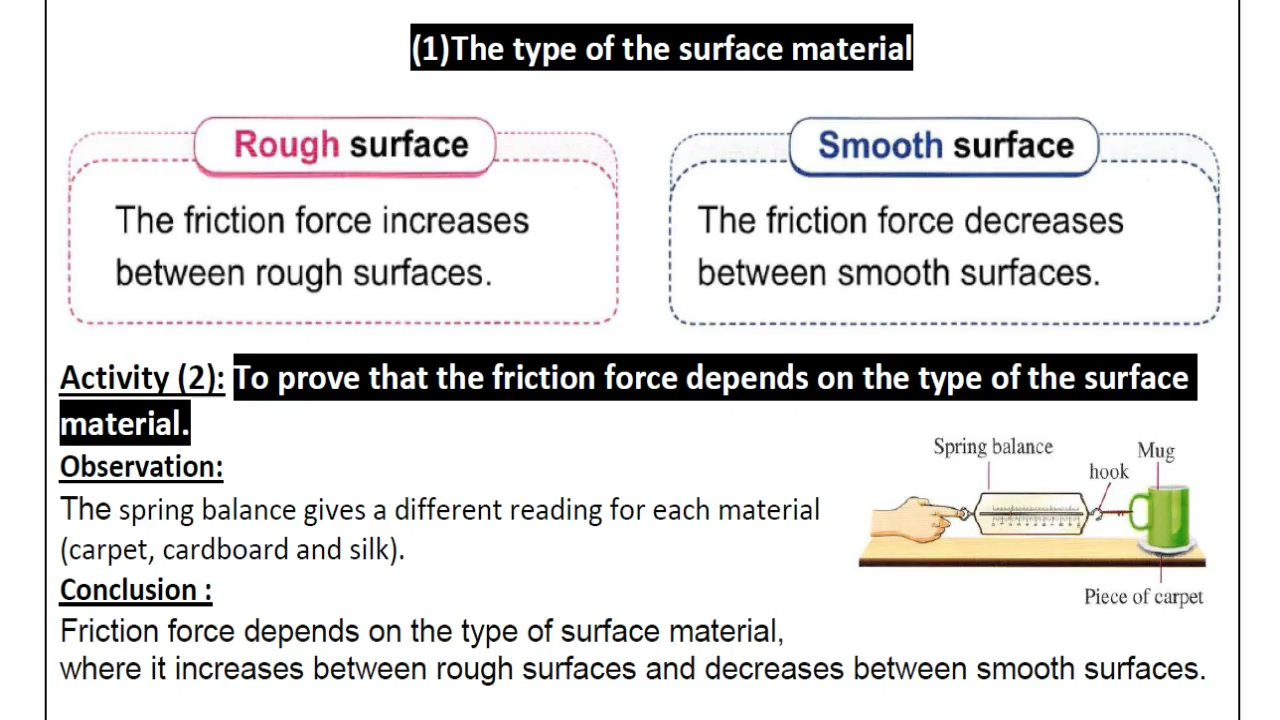 (1)The type of the surface material
Rough surface
The friction force increases
between rough surfaces.
Smooth surface
The friction force decreases
between smooth surfaces.
Activity (2): To prove that the friction force depends on the type of the surface
material.
Observation:
The spring balance gives a different reading for each material
(carpet, cardboard and silk).
Spring balance
hook
Mug
Piece of carpet
Conclusion :
Friction force depends on the type of surface material,
where it increases between rough surfaces and decreases between smooth surfaces.